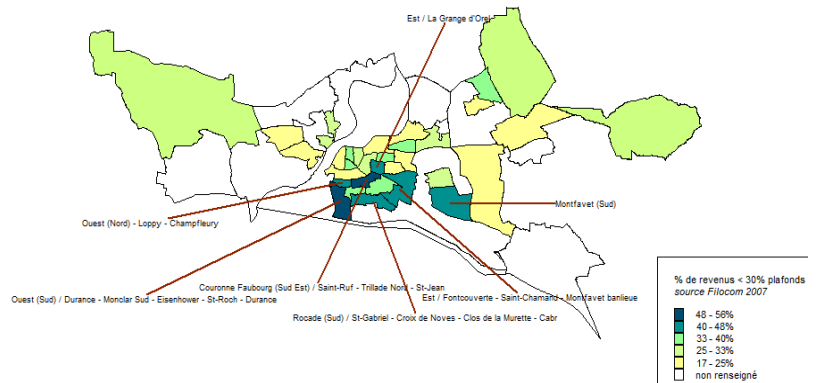 Est / La Grange d'Orel
Montfavet (Sud)
Ouest (Nord) - Loppy - Champfleury
Couronne Faubourg (Sud Est) / Saint-Ruf - Trillade Nord - St-Jean
Ouest (Sud) / Durance - Monclar Sud - Eisenhower - St-Roch - Durance
Est / Fontcouverte - Saint-Chamand - Montfavet banlieue
Rocade (Sud) / St-Gabriel - Croix de Noves - Clos de la Murette - Cabr
% de revenus < 30% plafonds
source Filocom 2007
48 - 56%
40 - 48%
33 - 40%
25 - 33%
17 - 25%
non renseigné